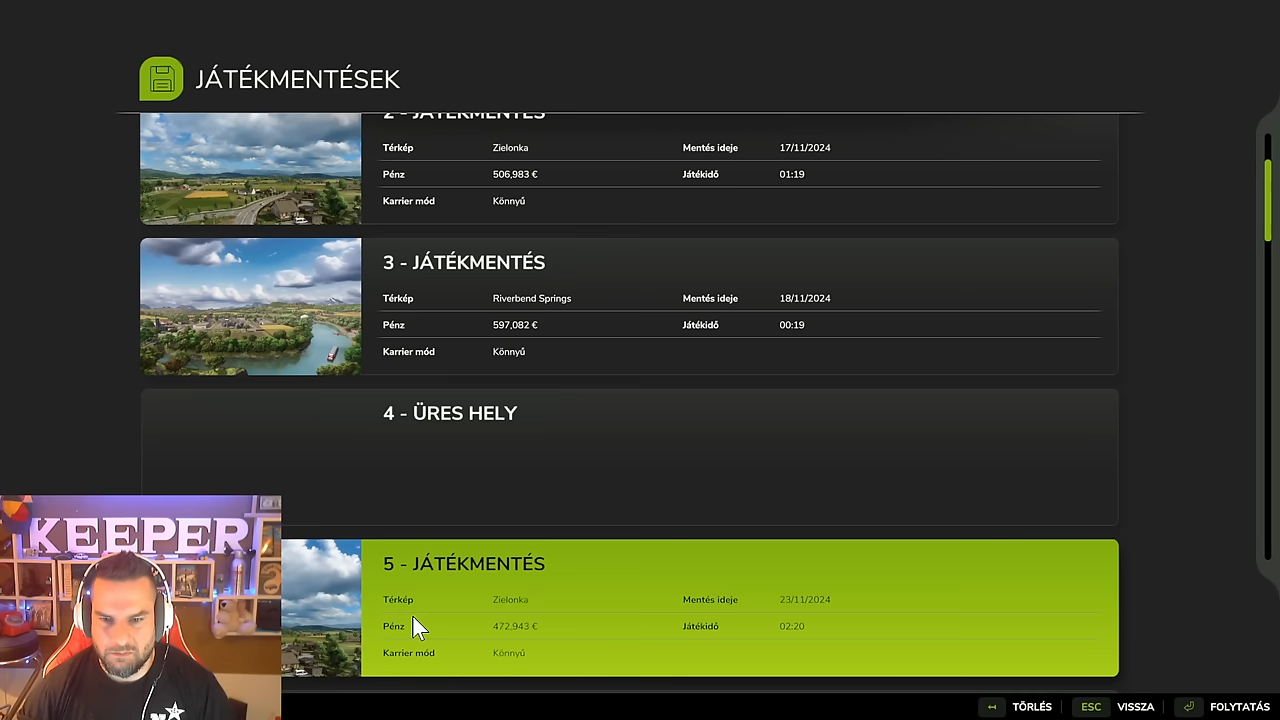 JÁTÉKMENTÉSEK
2 - JÁTÉKMENTÉS
Térkép Zielonka Mentés ideje 17/11/2024
Pénz 506,983 € Játékidő 01:19
Karrier mód Könnyű
3 - JÁTÉKMENTÉS
Térkép Riverbend Springs Mentés ideje 18/11/2024
Pénz 597,082 € Játékidő 00:19
Karrier mód Könnyű
4 - ÜRES HELY
KEEPER
5 - JÁTÉKMENTÉS
Térkép Zielonka Mentés ideje 23/11/2024
Pénz 472,943 € Játékidő 02:20
Karrier mód Könnyű
TÖRLÉS ESC VISSZA FOLYTATÁS